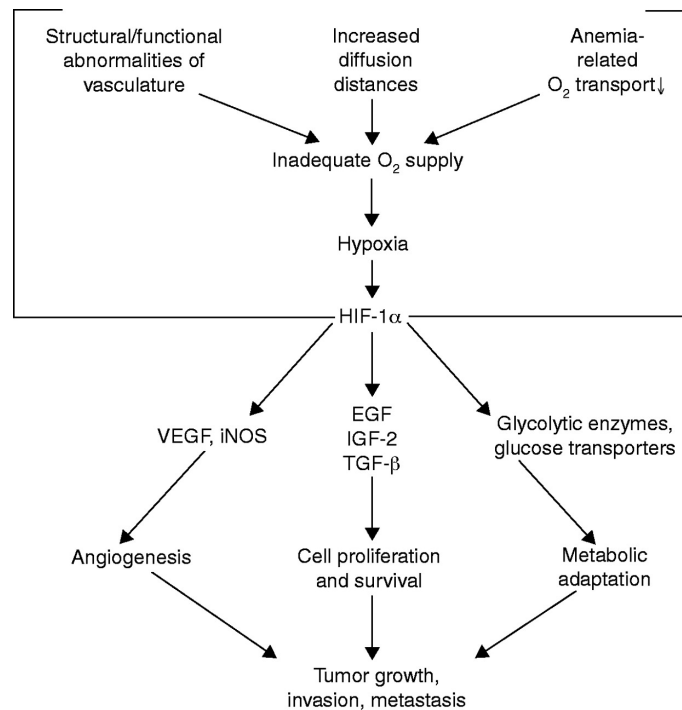 Structural/functional
abnormalities of
vasculature
Increased
diffusion
distances
Anemia-
related
O₂ transport↓
Inadequate O₂ supply
Hypoxia
HIF-1α
VEGF, iNOS
EGF
IGF-2
TGF-β
Glycolytic enzymes,
glucose transporters
Angiogenesis
Cell proliferation
and survival
Metabolic
adaptation
Tumor growth,
invasion, metastasis